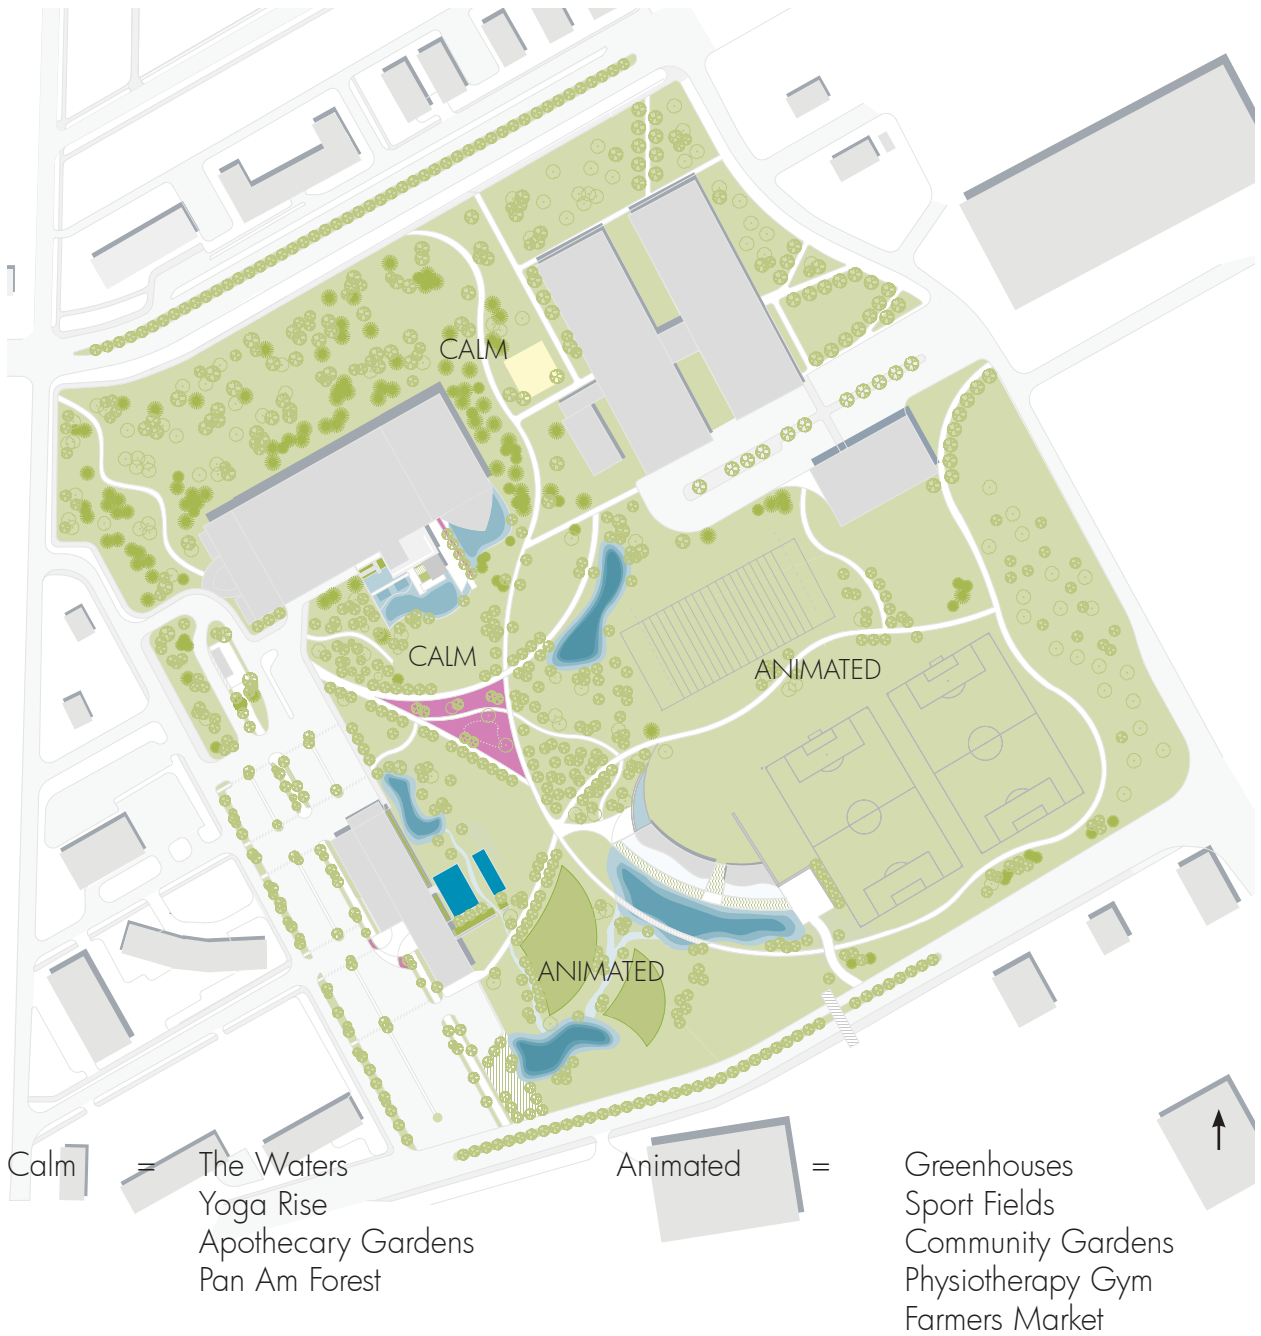 CALM
CALM
ANIMATED
ANIMATED
Calm = The Waters
Yoga Rise
Apothecary Gardens
Pan Am Forest
Animated = Greenhouses
Sport Fields
Community Gardens
Physiotherapy Gym
Farmers Market